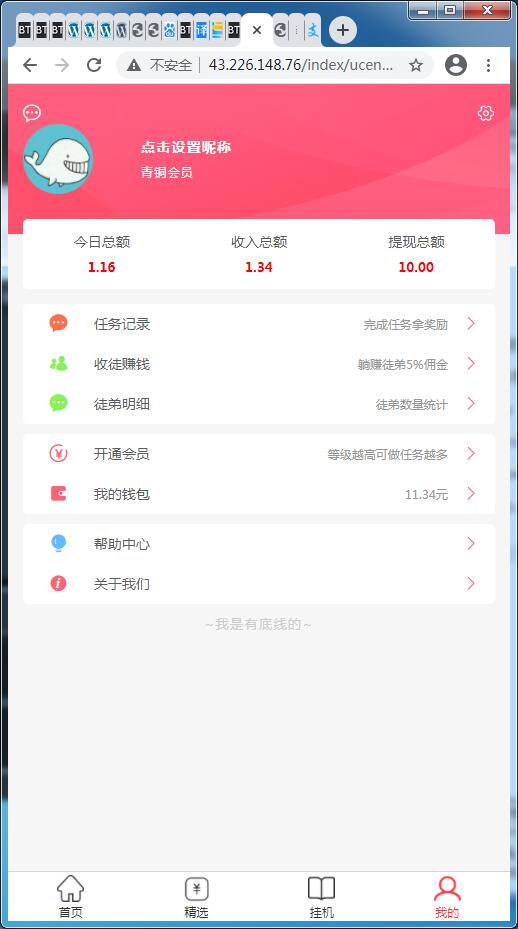 BT BT BT BT 译 BT 支
不安全 43.226.148.76/index/ucen...
点击设置昵称
青铜会员
今日总额 收入总额 提现总额
1.16 1.34 10.00
任务记录 完成任务拿奖励
收徒赚钱 躺赚徒弟5%佣金
徒弟明细 徒弟数量统计
开通会员 等级越高可做任务越多
我的钱包 11.34元
帮助中心
关于我们
~我是有底线的~
首页 精选 挂机 我的